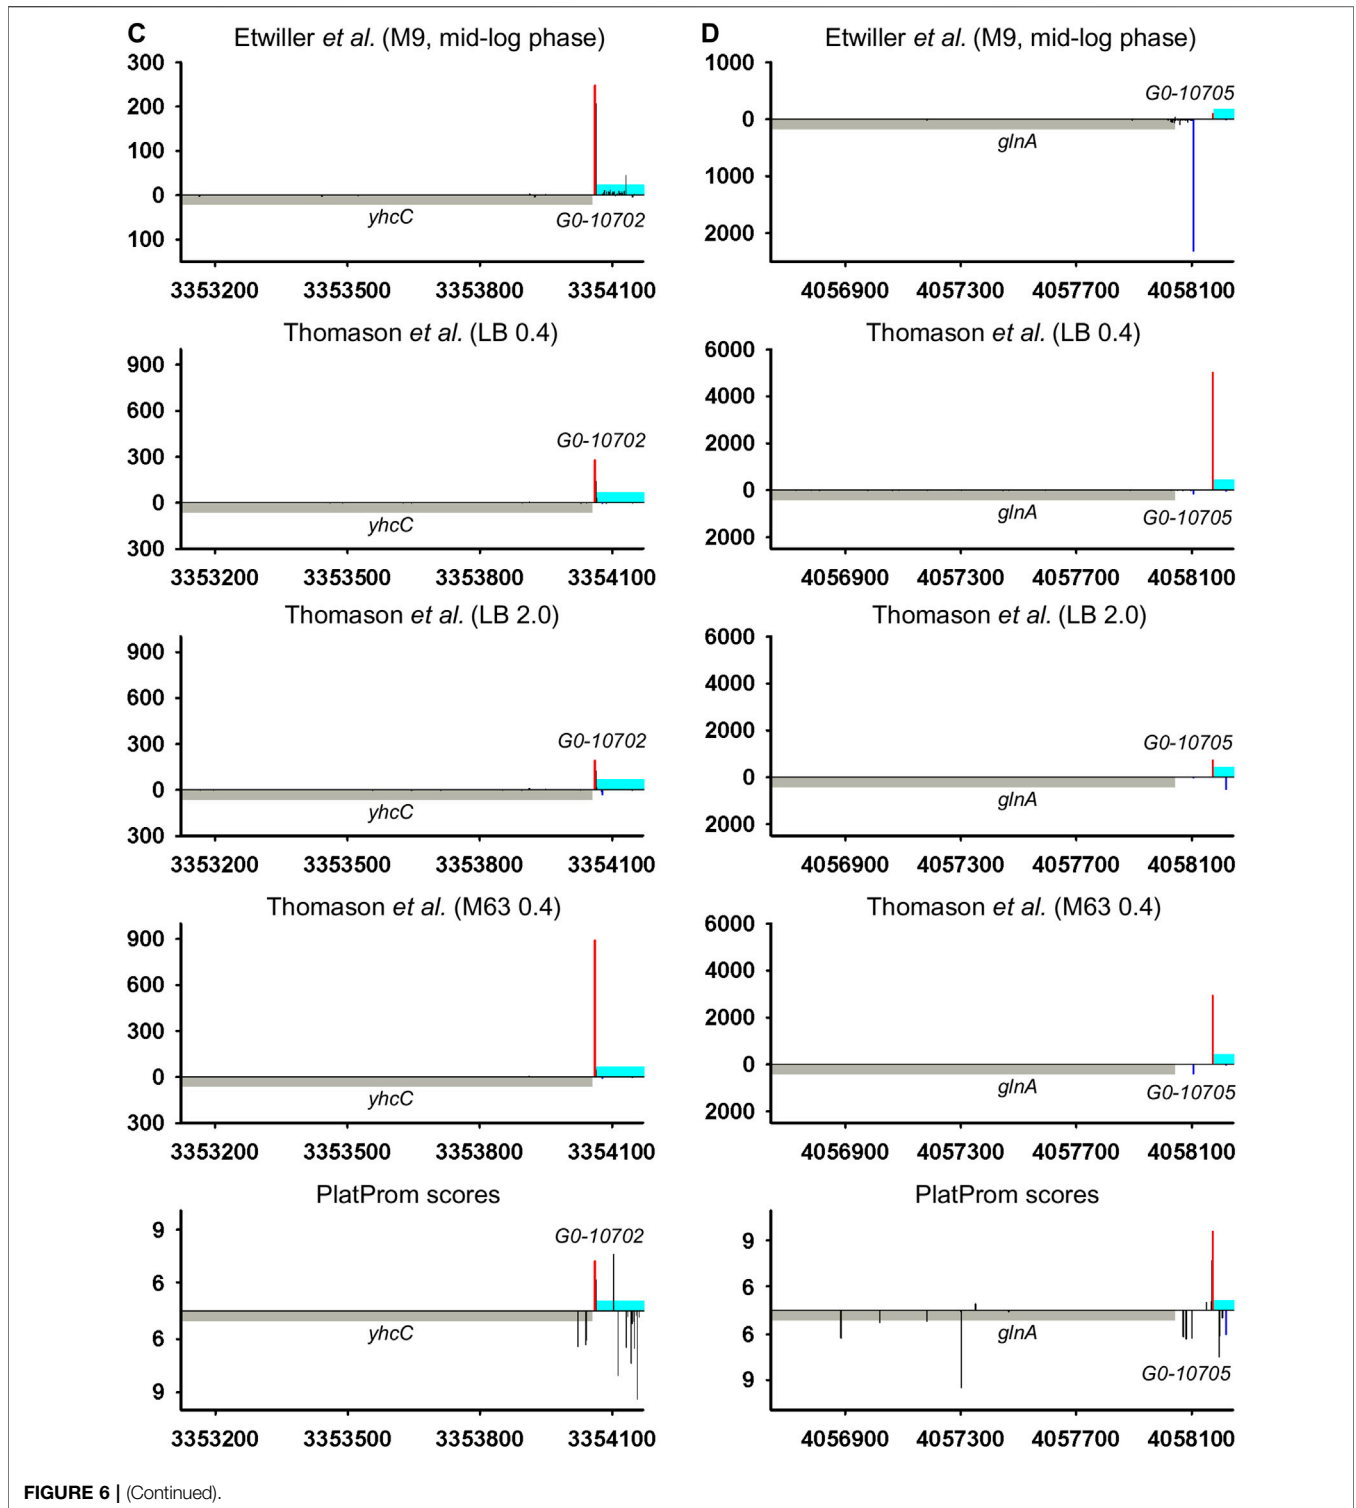 C
Etwiller et al. (M9, mid-log phase)
300
200
100
0
100
yhcC
G0-10702
3353200 3353500 3353800 3354100
Thomason et al. (LB 0.4)
900
600
300
0
300
G0-10702
yhcC
3353200 3353500 3353800 3354100
Thomason et al. (LB 2.0)
900
600
300
0
300
G0-10702
yhcC
3353200 3353500 3353800 3354100
Thomason et al. (M63 0.4)
900
600
300
0
300
yhcC
3353200 3353500 3353800 3354100
PlatProm scores
9
6
6
9
G0-10702
yhcC
3353200 3353500 3353800 3354100
D
Etwiller et al. (M9, mid-log phase)
1000
0
1000
2000
G0-10705
glnA
4056900 4057300 4057700 4058100
Thomason et al. (LB 0.4)
6000
4000
2000
0
2000
glnA
G0-10705
4056900 4057300 4057700 4058100
Thomason et al. (LB 2.0)
6000
4000
2000
0
2000
G0-10705
glnA
4056900 4057300 4057700 4058100
Thomason et al. (M63 0.4)
6000
4000
2000
0
2000
glnA
G0-10705
4056900 4057300 4057700 4058100
PlatProm scores
9
6
6
9
glnA
G0-10705
4056900 4057300 4057700 4058100
FIGURE 6 | (Continued).